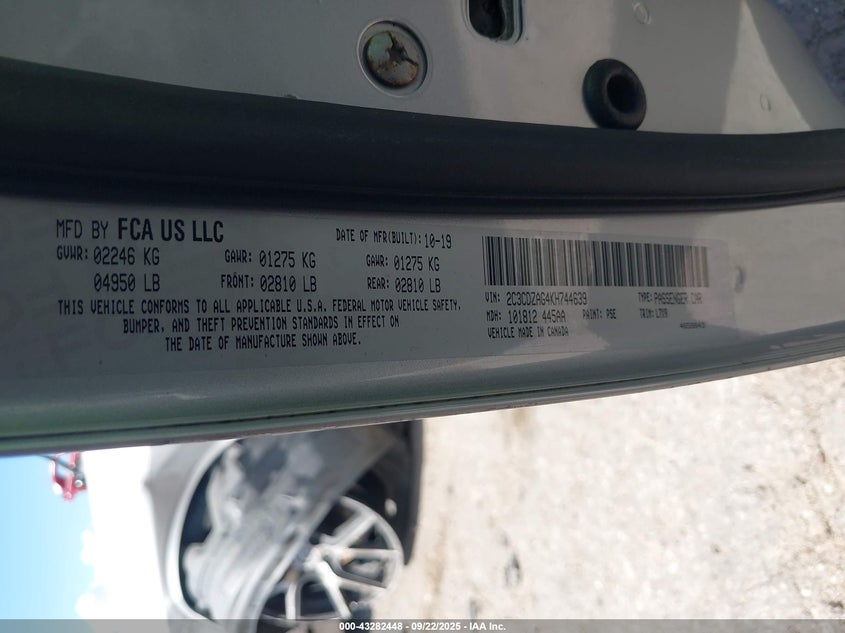 MFD BY FCA US LLC DATE OF MFR(BUILT): 10-19
GVWR: 02246 KG GAWR: 01275 KG GAWR: 01275 KG
04950 LB FRONT: 02810 LB REAR: 02810 LB
THIS VEHICLE CONFORMS TO ALL APPLICABLE U.S.A. FEDERAL MOTOR VEHICLE SAFETY,
BUMPER, AND THEFT PREVENTION STANDARDS IN EFFECT ON
THE DATE OF MANUFACTURE SHOWN ABOVE.
VIN: 2C3CDZAG4KH744639 TYPE: PASSENGER CAR
MDH: 101812 445AA PAINT: PSE TRIM:
VEHICLE MADE IN CANADA
000-43282448 - 09/22/2025 - IAA Inc.